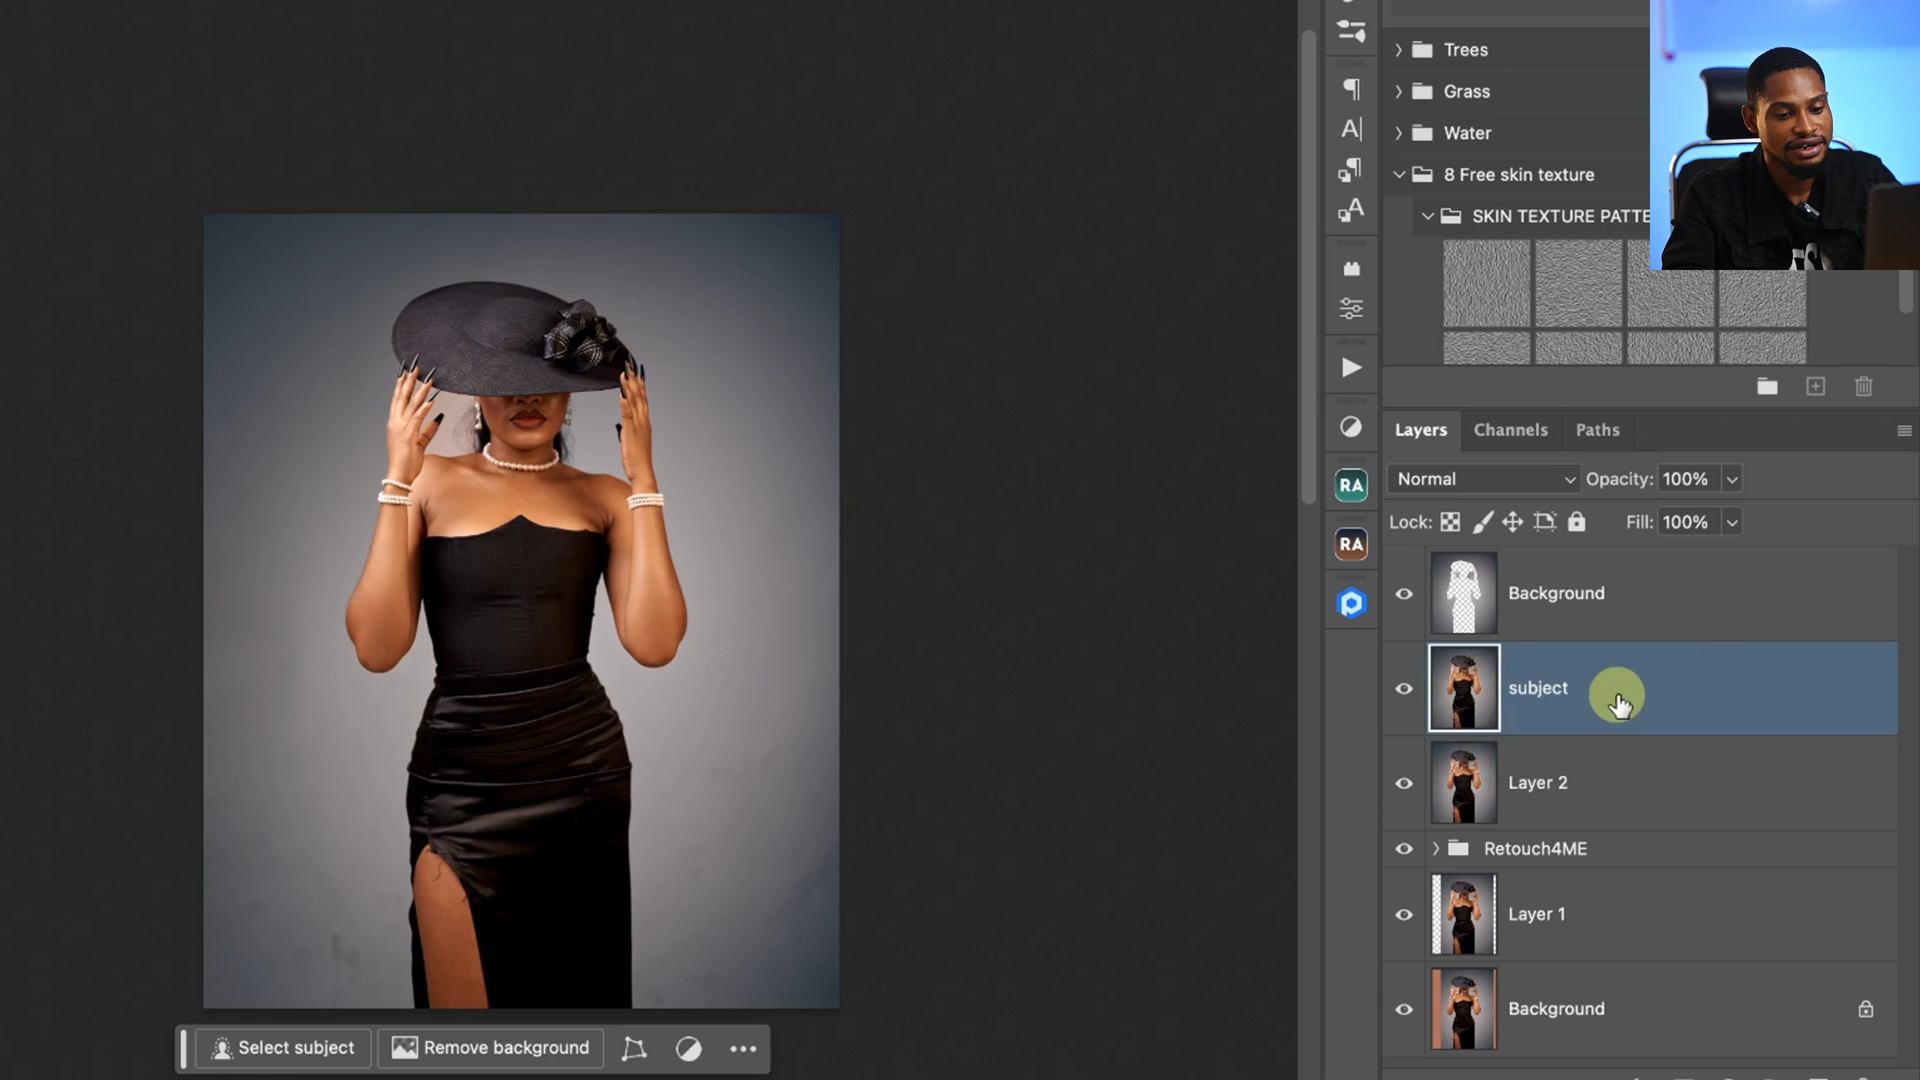 Trees
Grass
Water
8 Free skin texture
SKIN TEXTURE PATTE
Layers Channels Paths
Normal Opacity: 100%
Lock: Fill: 100%
Background
subject
Layer 2
Retouch4ME
Layer 1
Background
Select subject Remove background
RA
RA